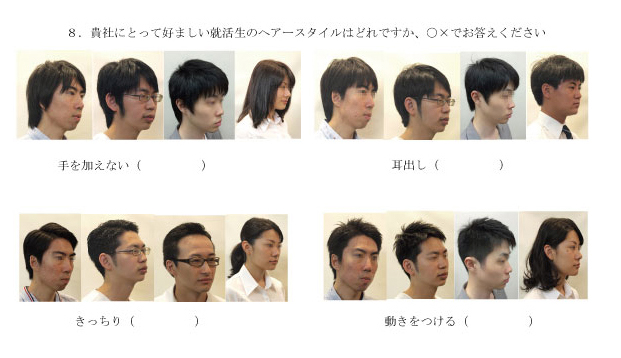 ８．貴社にとって好ましい就活生のヘアースタイルはどれですか、○×でお答えください
手を加えない（　　　　　）
耳出し（　　　　　）
きっちり（　　　　　）
動きをつける（　　　　　）